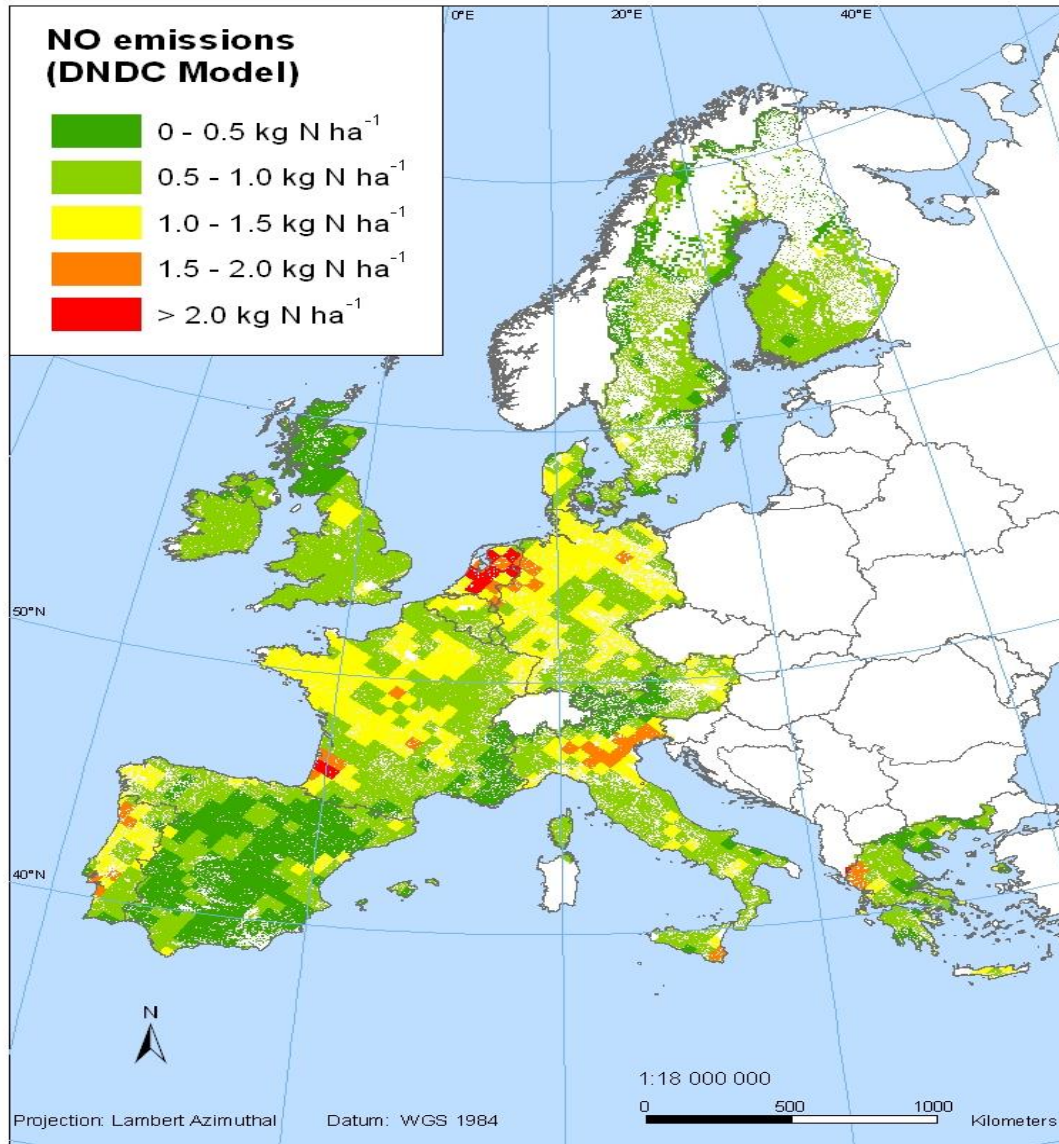 0°E
20°E
40°E
NO emissions
(DNDC Model)
0 - 0.5 kg N ha⁻¹
0.5 - 1.0 kg N ha⁻¹
1.0 - 1.5 kg N ha⁻¹
1.5 - 2.0 kg N ha⁻¹
> 2.0 kg N ha⁻¹
50°N
40°N
N
1:18 000 000
0 500 1000
Kilometers
Projection: Lambert Azimuthal Datum: WGS 1984